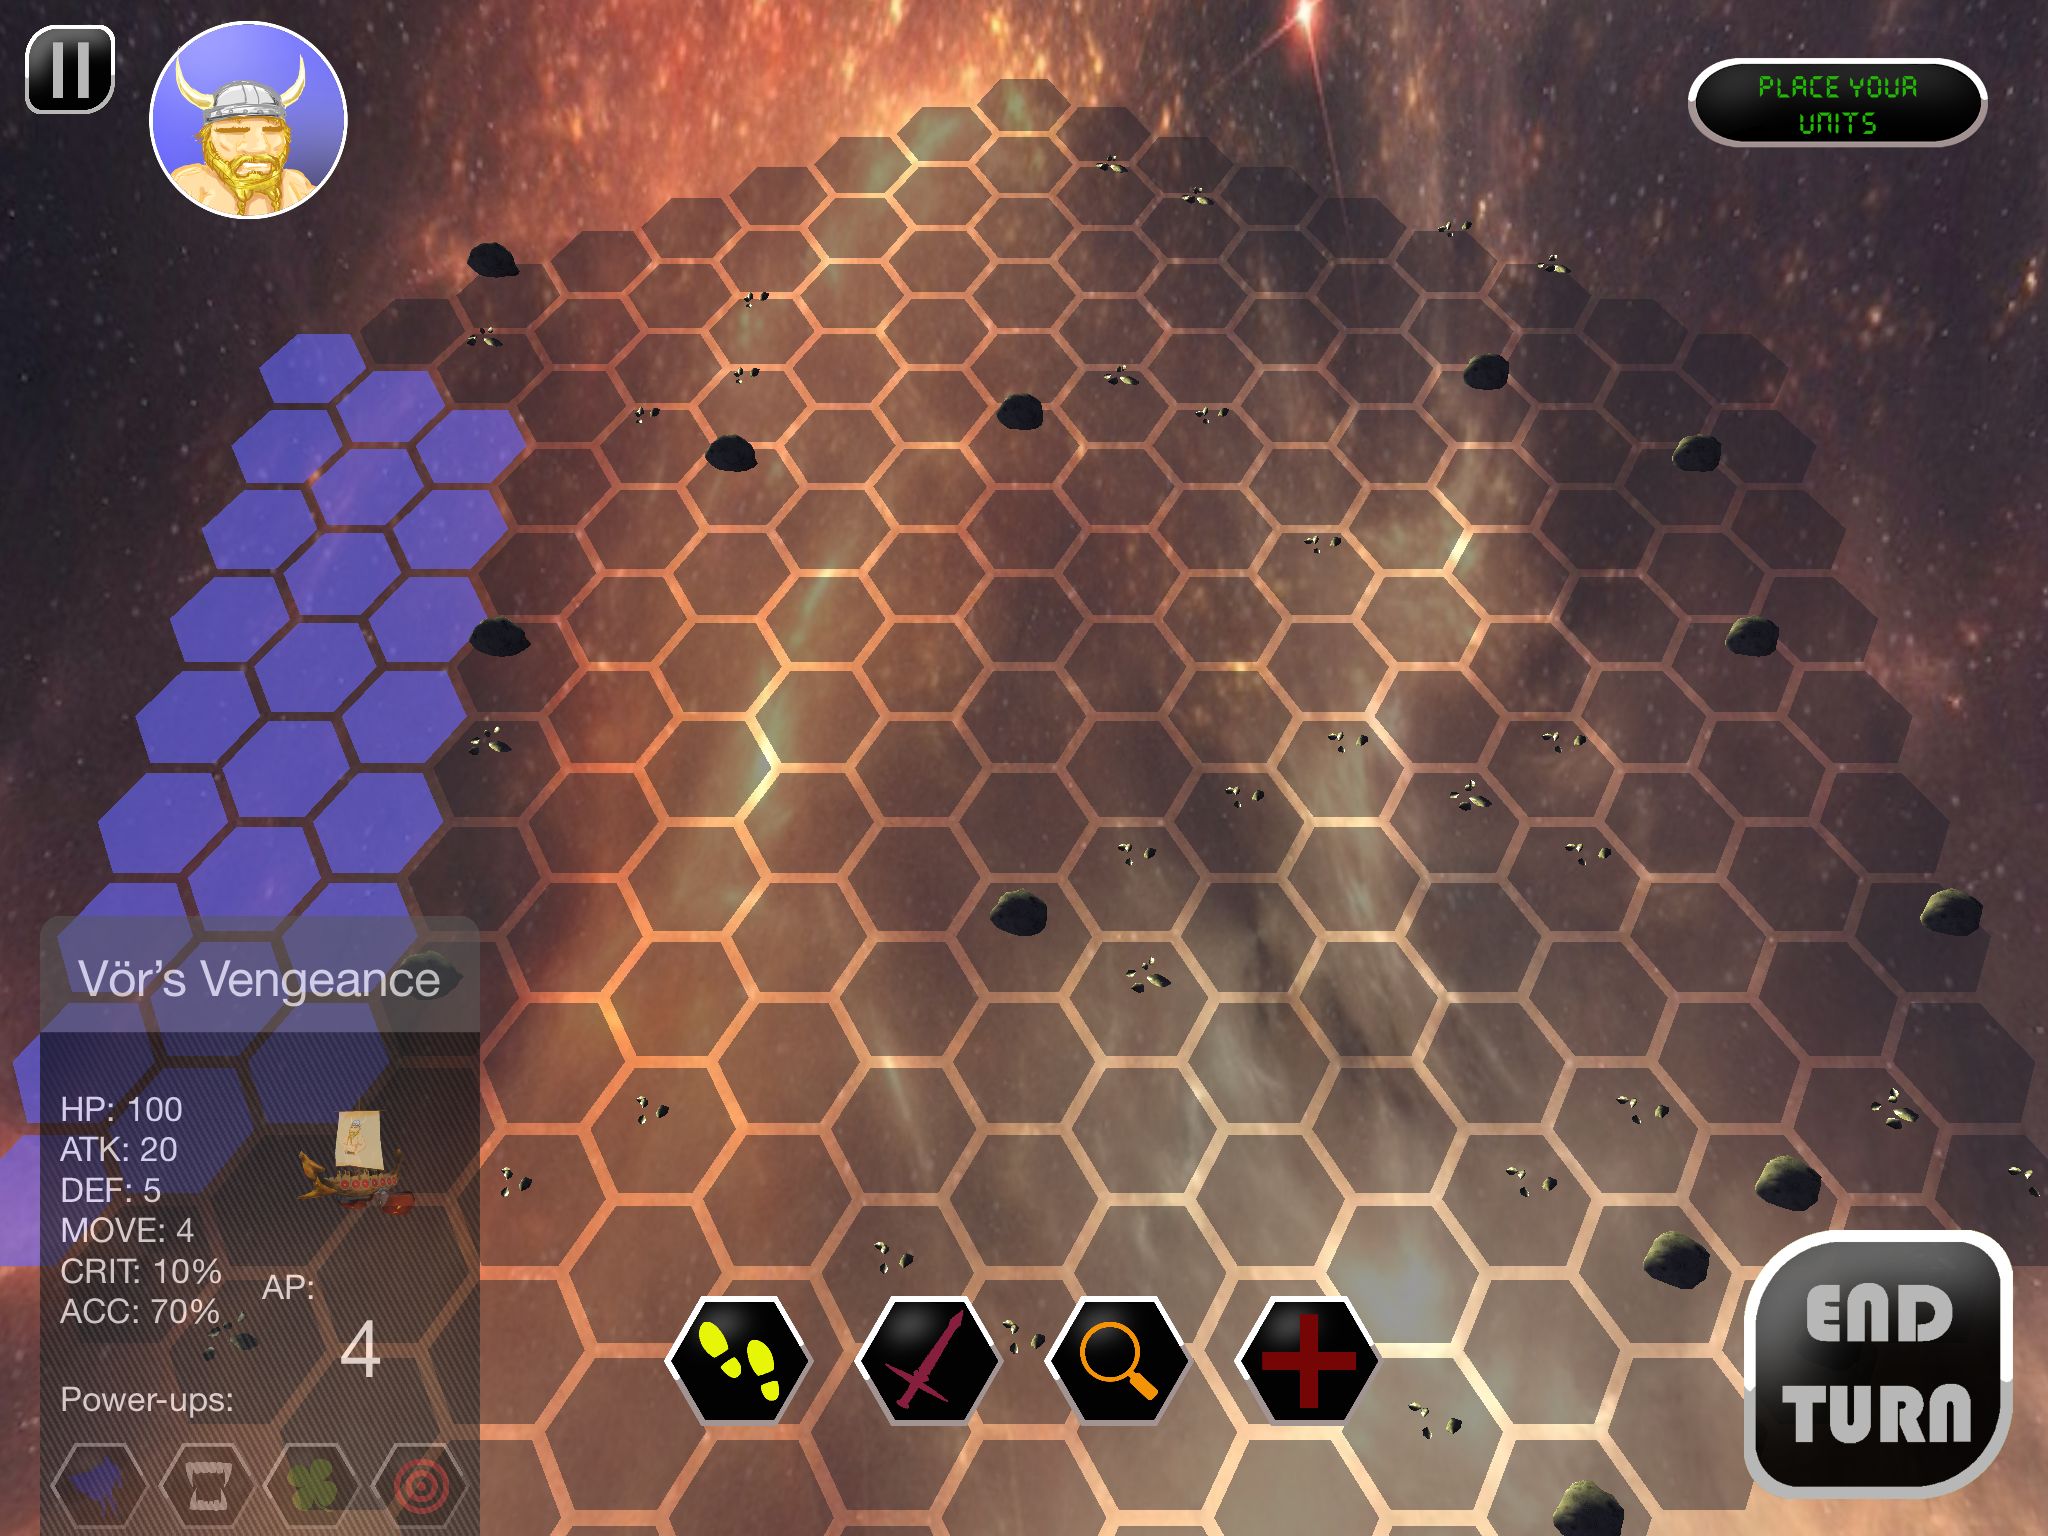 PLACE YOUR
UNITS
Vör's Vengeance
HP: 100
ATK: 20
DEF: 5
MOVE: 4
CRIT: 10%
ACC: 70%
AP:
4
Power-ups:
END
TURN